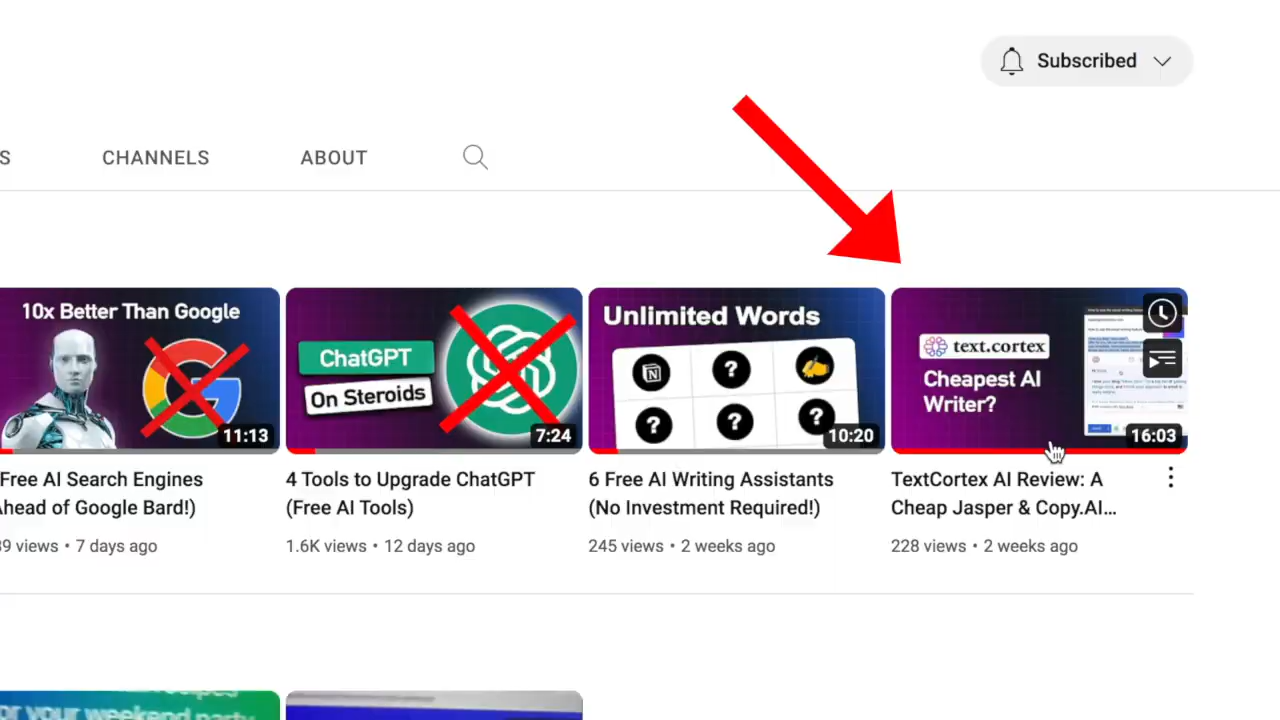 Subscribed
S
CHANNELS
ABOUT
10x Better Than Google
11:13
ChatGPT
On Steroids
7:24
Unlimited Words
?
? ? ?
10:20
text.cortex
Cheapest AI
Writer?
16:03
Free AI Search Engines
head of Google Bard!)
39 views • 7 days ago
4 Tools to Upgrade ChatGPT
(Free AI Tools)
1.6K views • 12 days ago
6 Free AI Writing Assistants
(No Investment Required!)
245 views • 2 weeks ago
TextCortex AI Review: A
Cheap Jasper & Copy.AI...
228 views • 2 weeks ago
your weekend party